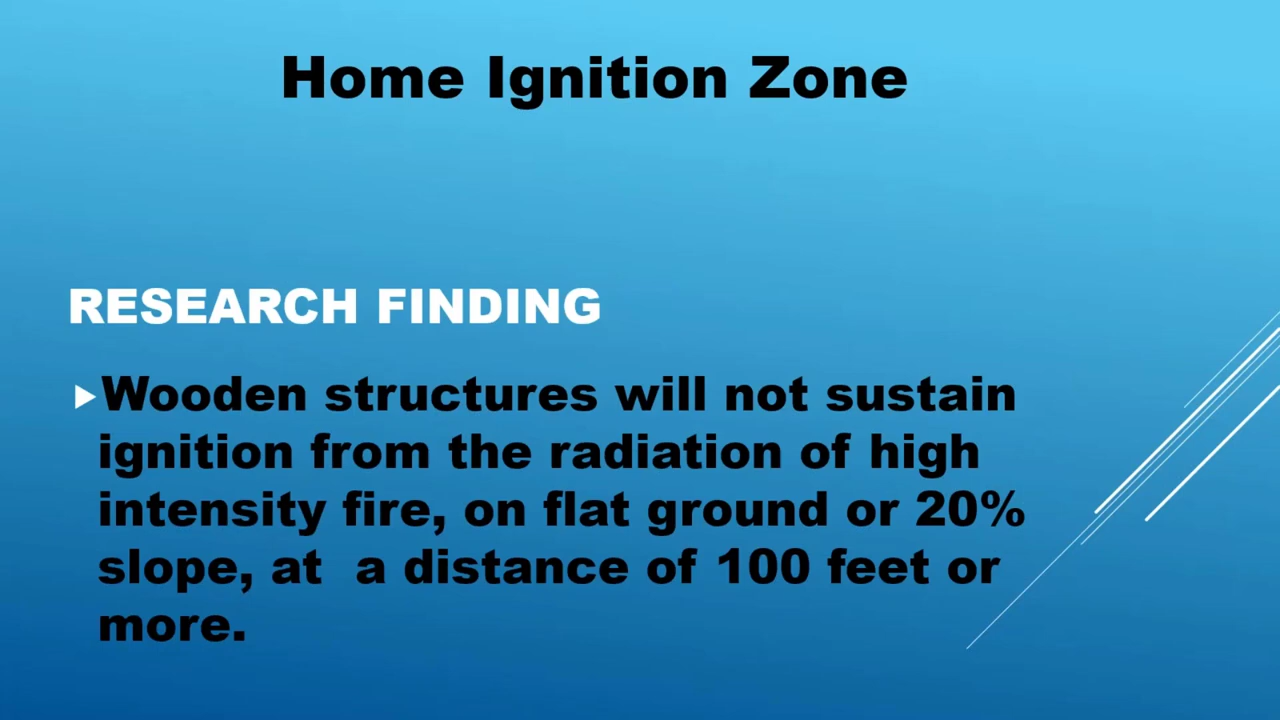 Home Ignition Zone
RESEARCH FINDING
Wooden structures will not sustain
ignition from the radiation of high
intensity fire, on flat ground or 20%
slope, at  a distance of 100 feet or
more.